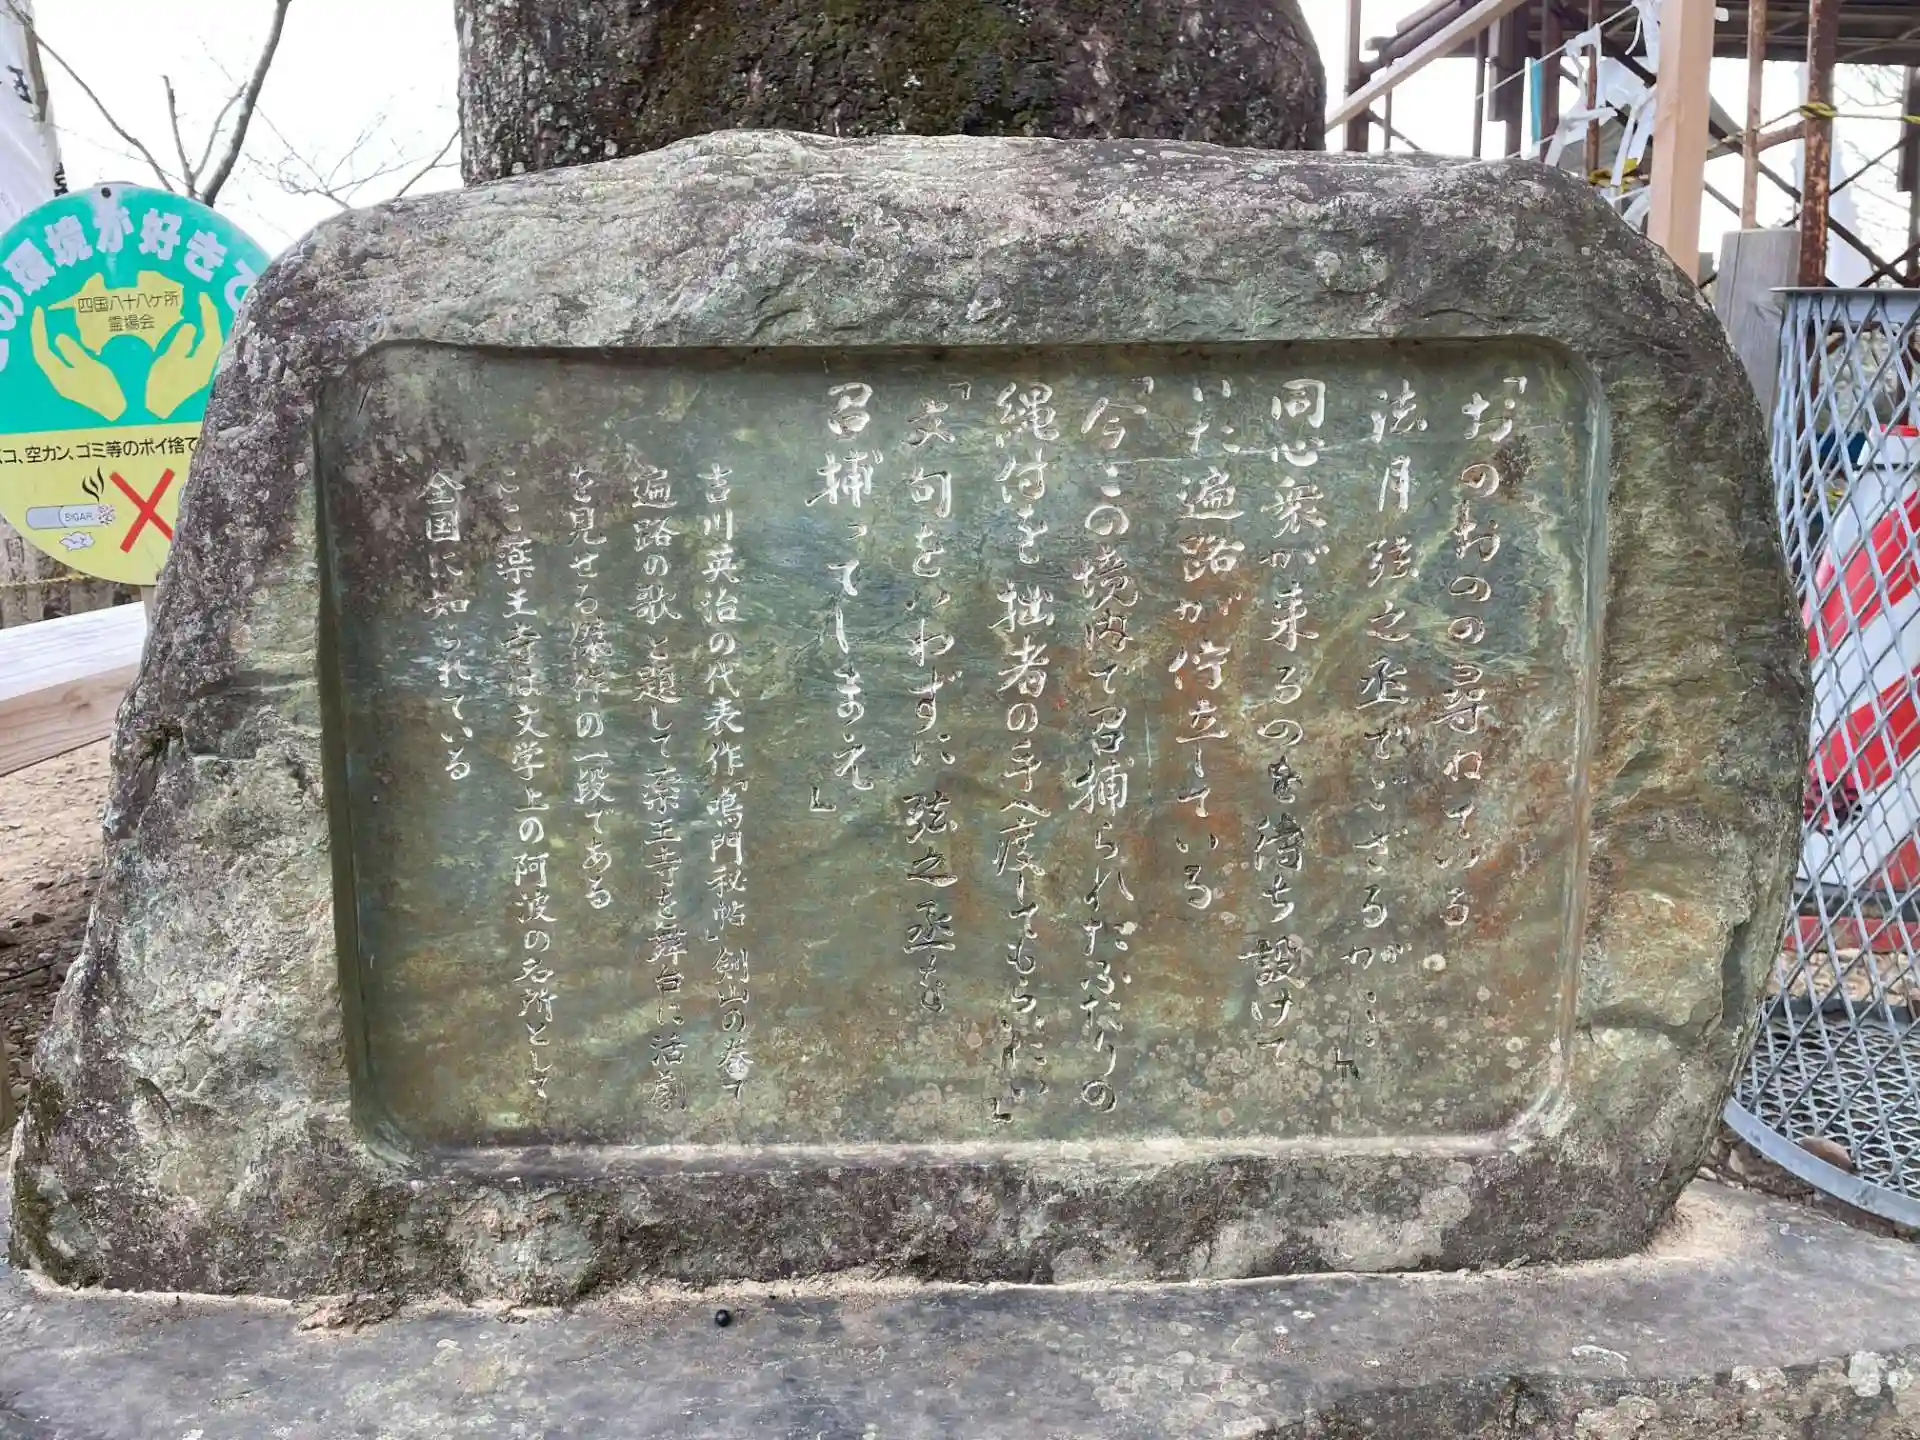 「おのおのの尋ねている
法月弦之丞でいざるが…」
同心衆が来るのを待ち設けて
いた遍路が佇立している
「今この境内で召捕られたふたりの
縄付を拙者の手へ渡してもらいたい」
「文句をいわずに弦之丞も
召捕ってしまえ」
吉川英治の代表作「鳴門秘帖」剣山の巻で
遍路の歌と題して薬王寺を舞台に活劇
を見せる傑作の一段である
ここ薬王寺は文学上の阿波の名所として
全国に知られている
の環境が好きで
四国八十八ケ所
霊場会
バコ、空カン、ゴミ等のポイ捨て
SIGAR